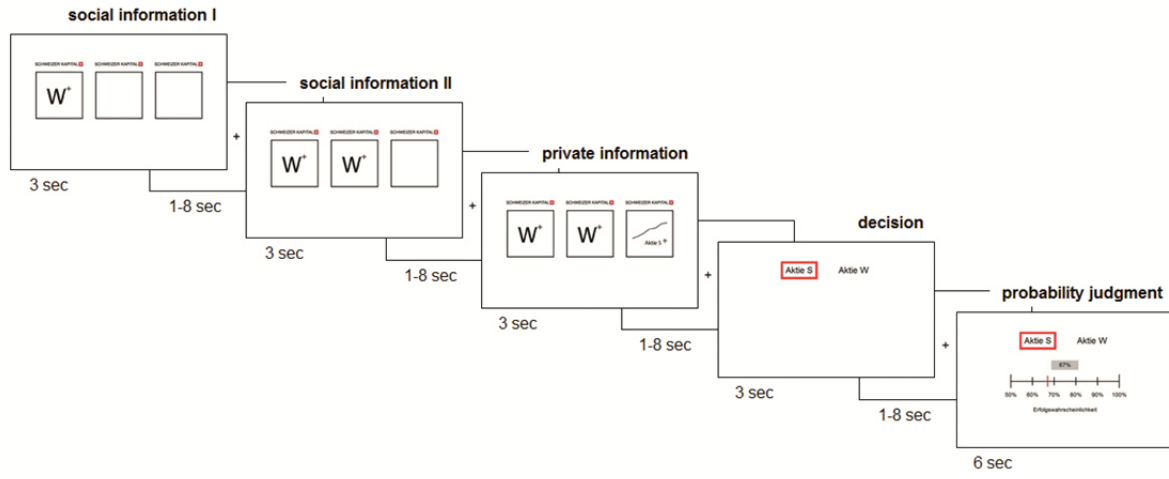 social information I
SCHWEIZER KAPITAL SCHWEIZER KAPITAL SCHWEIZER KAPITAL
W+
3 sec
+
1-8 sec
social information II
SCHWEIZER KAPITAL SCHWEIZER KAPITAL SCHWEIZER KAPITAL
W+ W+
3 sec
+
1-8 sec
private information
SCHWEIZER KAPITAL SCHWEIZER KAPITAL SCHWEIZER KAPITAL
W+ W+
Aktie S +
3 sec
+
1-8 sec
decision
Aktie S Aktie W
3 sec
+
1-8 sec
probability judgment
Aktie S Aktie W
67%
50% 60% 70% 80% 90% 100%
Erfolgswahrscheinlichkeit
6 sec